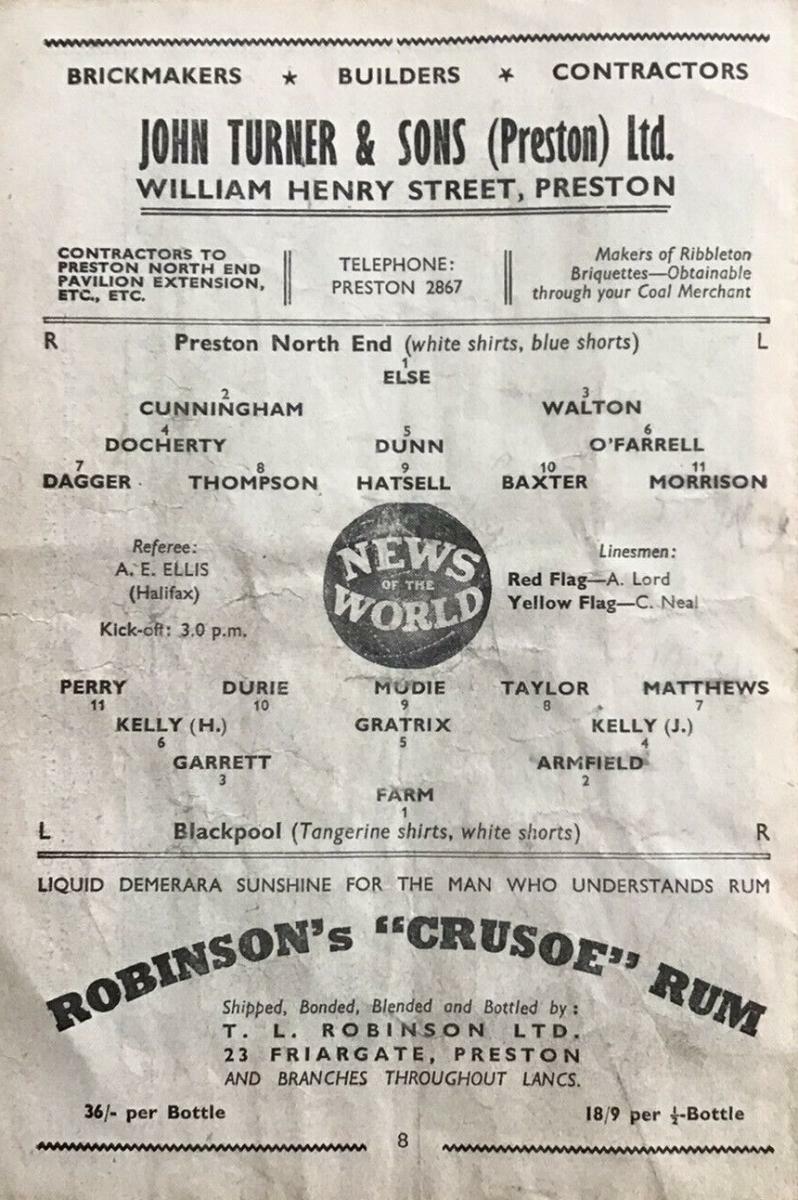 BRICKMAKERS ★ BUILDERS ★ CONTRACTORS
JOHN TURNER & SONS (Preston) Ltd.
WILLIAM HENRY STREET, PRESTON
CONTRACTORS TO
PRESTON NORTH END
PAVILION EXTENSION,
ETC., ETC.
TELEPHONE:
PRESTON 2867
Makers of Ribbleton
Briquettes—Obtainable
through your Coal Merchant
R Preston North End (white shirts, blue shorts) L
1
ELSE
2 3
CUNNINGHAM WALTON
4 5 6
DOCHERTY DUNN O'FARRELL
7 8 9 10 11
DAGGER THOMPSON HATSELL BAXTER MORRISON
Referee:
A. E. ELLIS
(Halifax)
Kick-off: 3.0 p.m.
NEWS
OF THE
WORLD
Linesmen:
Red Flag—A. Lord
Yellow Flag—C. Neal
PERRY DURIE MUDIE TAYLOR MATTHEWS
11 10 9 8 7
KELLY (H.) GRATRIX KELLY (J.)
6 5 4
GARRETT ARMFIELD
3 2
FARM
1
L Blackpool (Tangerine shirts, white shorts) R
LIQUID DEMERARA SUNSHINE FOR THE MAN WHO UNDERSTANDS RUM
ROBINSON's "CRUSOE" RUM
Shipped, Bonded, Blended and Bottled by:
T. L. ROBINSON LTD.
23 FRIARGATE, PRESTON
AND BRANCHES THROUGHOUT LANCS.
36/- per Bottle 18/9 per ½-Bottle
8